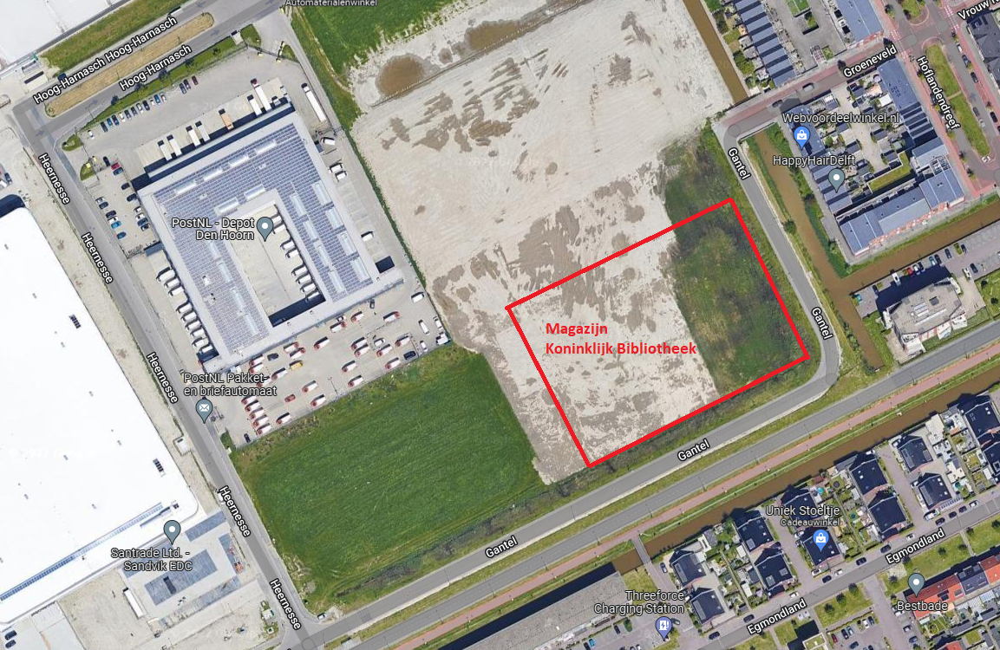 Automaterialenwinkel
Hoog-Harnasch
Hoog-Harnasch
Hoog-Harnasch
Heernesse
Heernesse
PostNL - Depot
Den Hoorn
Heernesse
PostNL Pakket-
en briefautomaat
Heernesse
Santrade Ltd. -
Sandvik EDC
Heernesse
Magazijn
Koninklijk Bibliotheek
Groeneveld
Hoflandendreef
Webvoordeelwinkel.nl
HappyHairDelft
Gantel
Gantel
Gantel
Gantel
Uniek Stoeltje
Cadeauwinkel
Egmondland
Egmondland
Threeforce
Charging Station
Bestbade